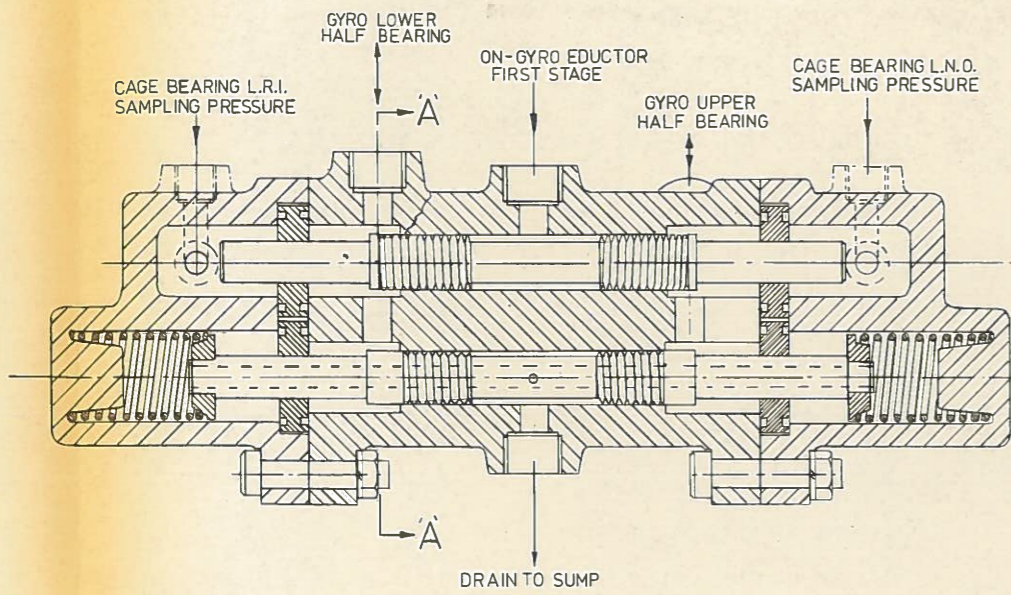 GYRO LOWER
HALF BEARING
ON-GYRO EDUCTOR
FIRST STAGE
CAGE BEARING L.N.O.
SAMPLING PRESSURE
CAGE BEARING L.R.I.
SAMPLING PRESSURE
'A'
GYRO UPPER
HALF BEARING
'A'
DRAIN TO SUMP